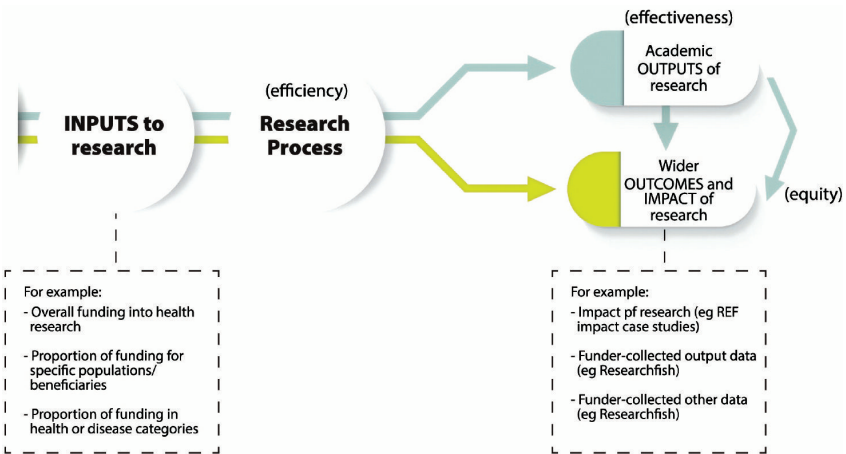 (effectiveness)
Academic
OUTPUTS of
research
(efficiency)
INPUTS to
research
Research
Process
Wider
OUTCOMES and
IMPACT of
research
(equity)
For example:
- Overall funding into health
research
- Proportion of funding for
specific populations/
beneficiaries
- Proportion of funding in
health or disease categories
For example:
- Impact pf research (eg REF
impact case studies)
- Funder-collected output data
(eg Researchfish)
- Funder-collected other data
(eg Researchfish)